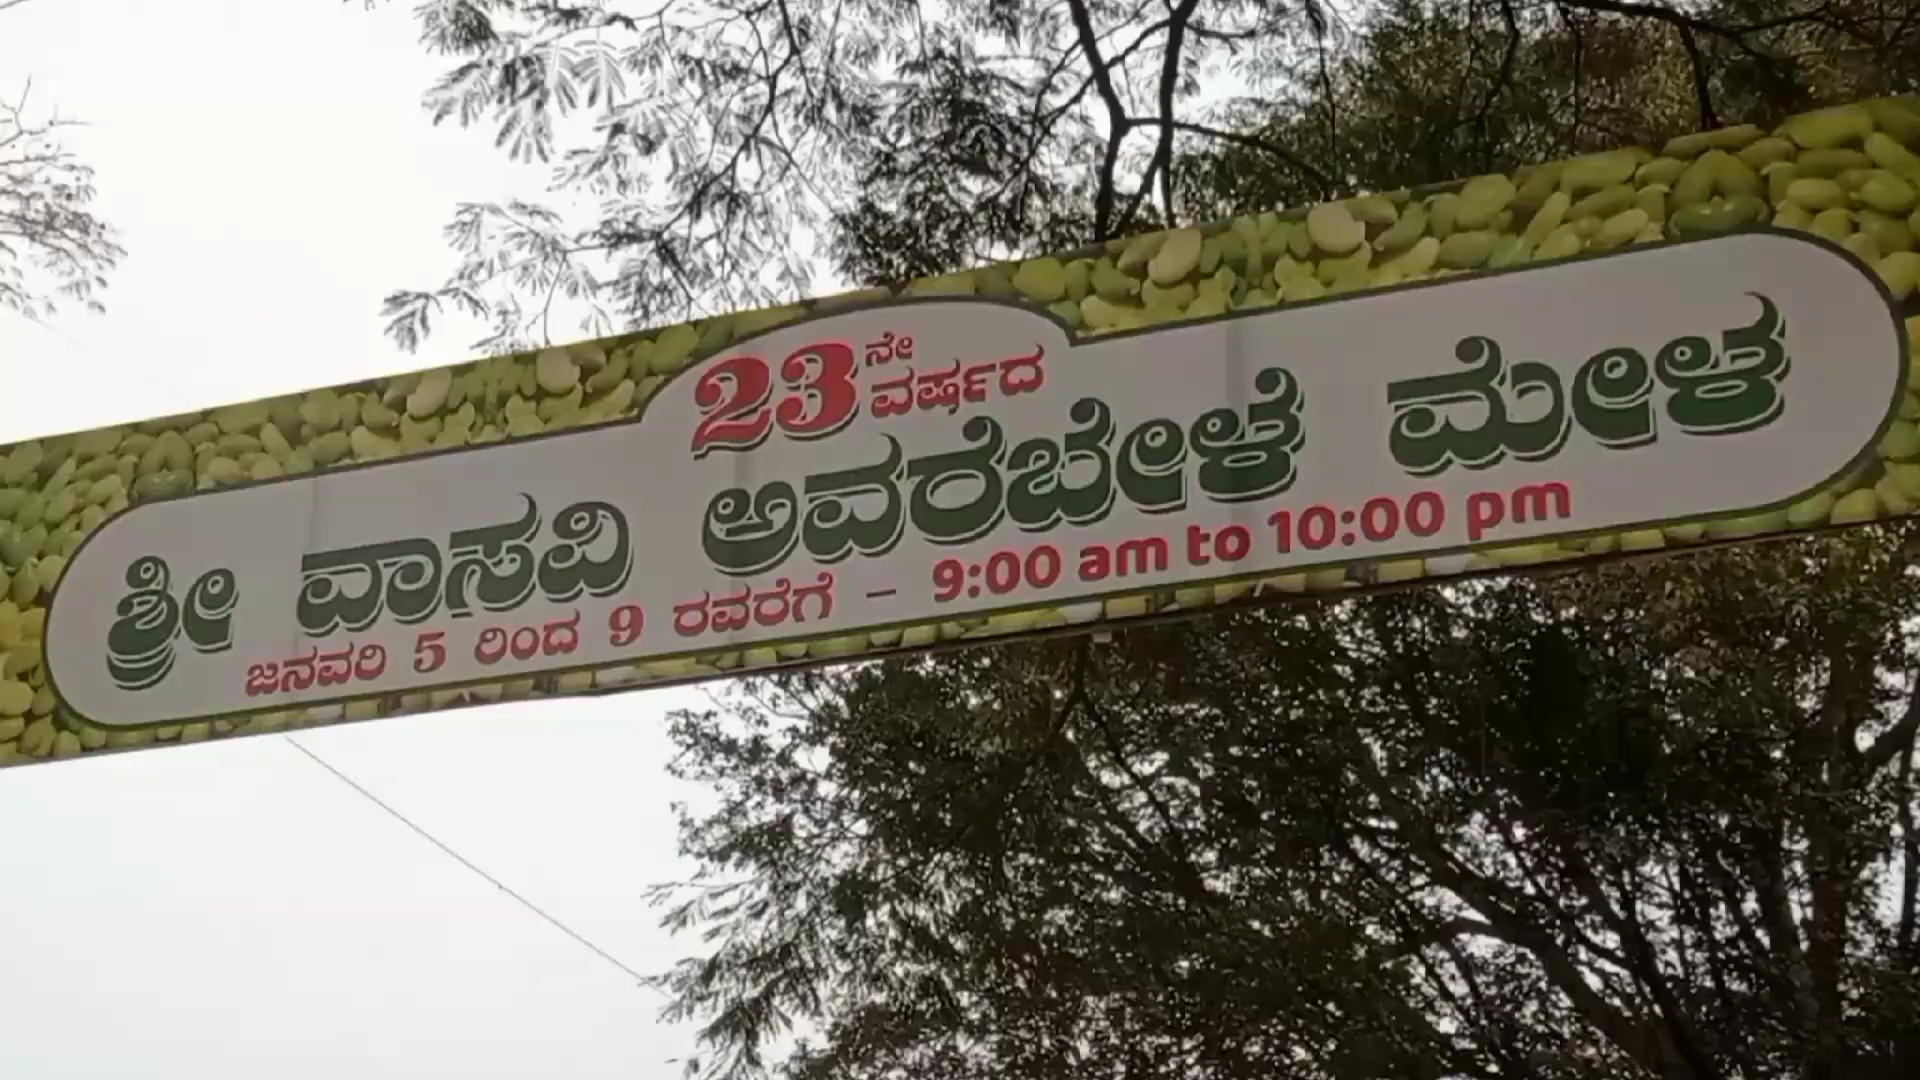 23ನೇ
ವರ್ಷದ
ಶ್ರೀ ವಾಸವಿ ಅವರೆಬೇಳೆ ಮೇಳ
ಜನವರಿ 5 ರಿಂದ 9 ರವರೆಗೆ – 9:00 am to 10:00 pm